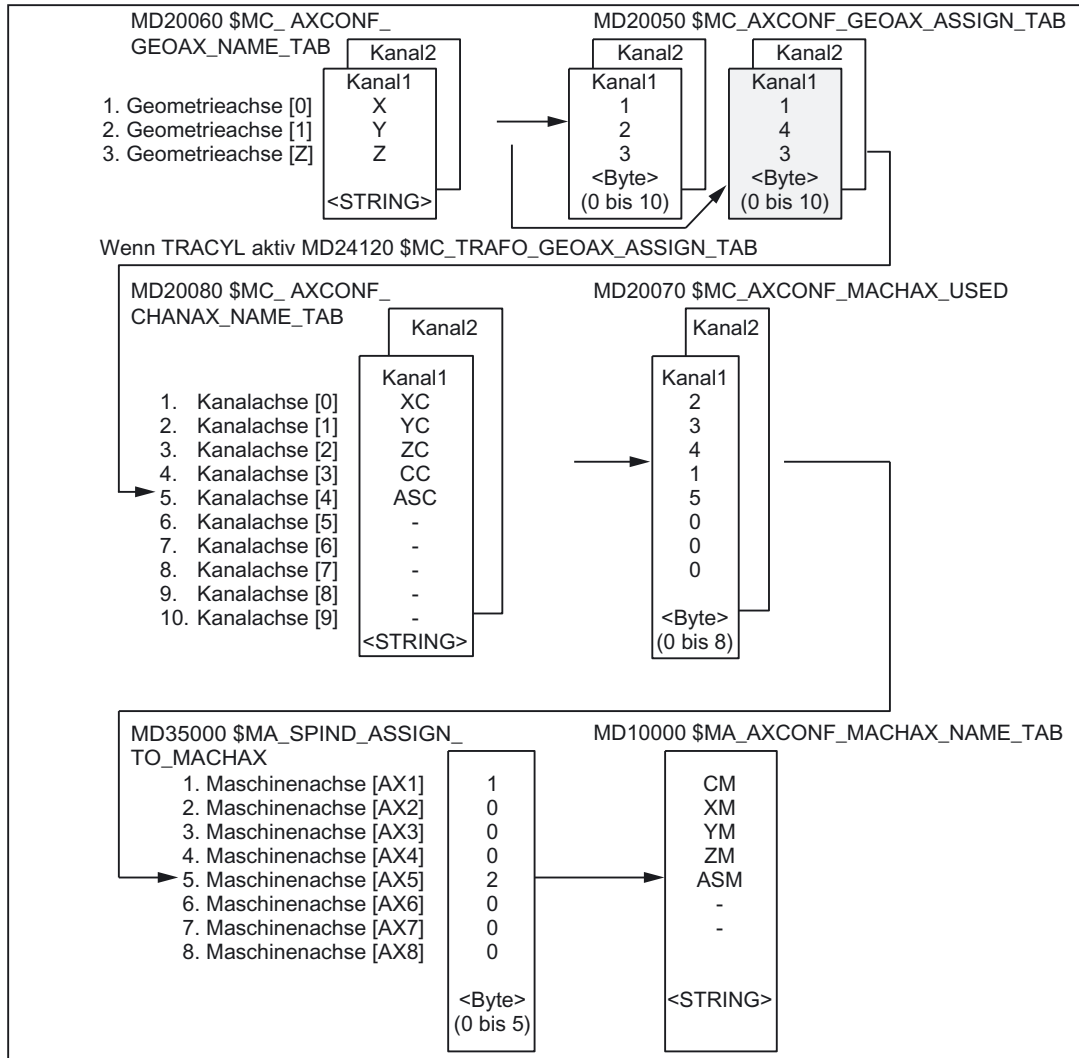 MD20060 $MC_AXCONF_
GEOAX_NAME_TAB
MD20050 $MC_AXCONF_GEOAX_ASSIGN_TAB
Kanal2
Kanal2
Kanal2
Kanal1
Kanal1
Kanal1
1. Geometrieachse [0] X 1 1
2. Geometrieachse [1] Y 2 4
3. Geometrieachse [Z] Z 3 3
<Byte> <Byte>
<STRING> (0 bis 10) (0 bis 10)
Wenn TRACYL aktiv MD24120 $MC_TRAFO_GEOAX_ASSIGN_TAB
MD20080 $MC_ AXCONF_
CHANAX_NAME_TAB
MD20070 $MC_AXCONF_MACHAX_USED
Kanal2 Kanal2
Kanal1 Kanal1
1. Kanalachse [0] XC 2
2. Kanalachse [1] YC 3
3. Kanalachse [2] ZC 4
4. Kanalachse [3] CC 1
5. Kanalachse [4] ASC 5
6. Kanalachse [5] - 0
7. Kanalachse [6] - 0
8. Kanalachse [7] - 0
9. Kanalachse [8] -
10. Kanalachse [9] - <Byte>
<STRING> (0 bis 8)
MD35000 $MA_SPIND_ASSIGN_
TO_MACHAX
MD10000 $MA_AXCONF_MACHAX_NAME_TAB
1. Maschinenachse [AX1] 1 CM
2. Maschinenachse [AX2] 0 XM
3. Maschinenachse [AX3] 0 YM
4. Maschinenachse [AX4] 0 ZM
5. Maschinenachse [AX5] 2 ASM
6. Maschinenachse [AX6] 0 -
7. Maschinenachse [AX7] 0 -
8. Maschinenachse [AX8] 0
<Byte> <STRING>
(0 bis 5)